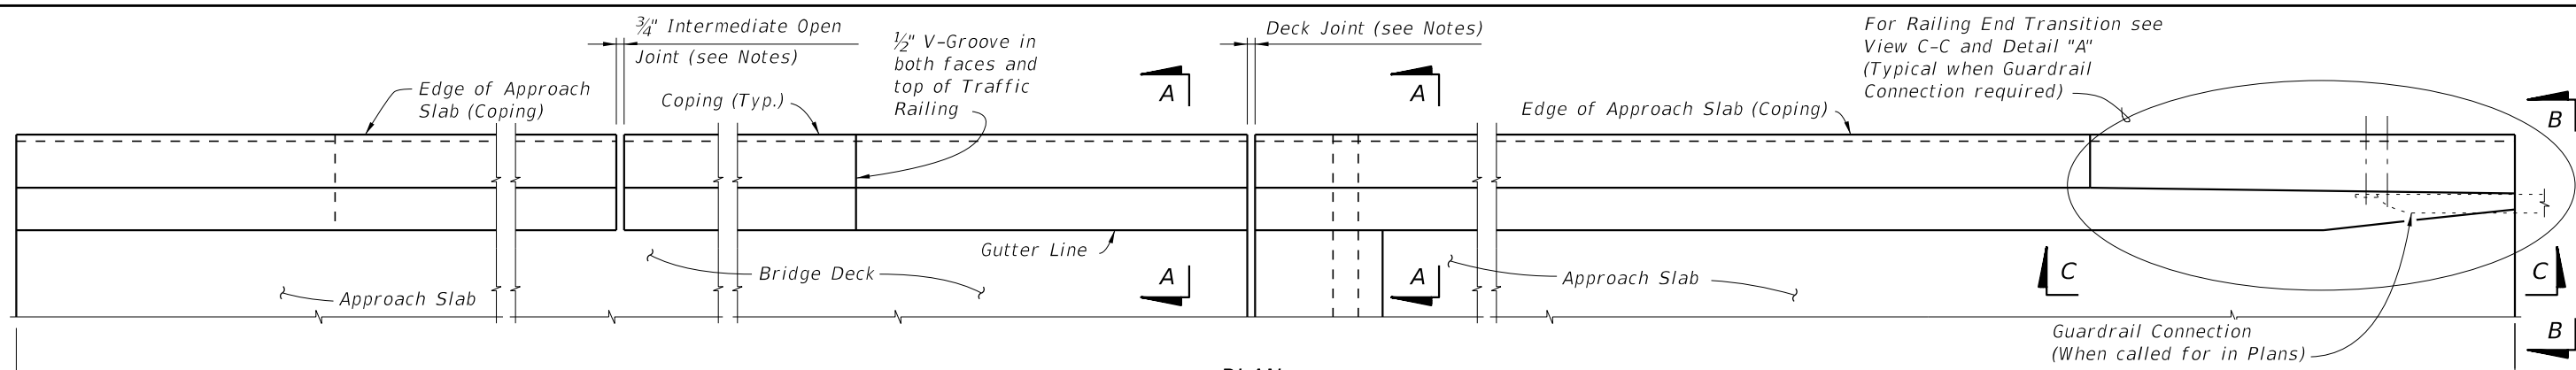 ¾" Intermediate Open
Joint (see Notes)
½" V-Groove in
both faces and
top of Traffic
Railing
Deck Joint (see Notes)
For Railing End Transition see
View C-C and Detail "A"
(Typical when Guardrail
Connection required)
Edge of Approach
Slab (Coping)
Coping (Typ.)
A
A
Edge of Approach Slab (Coping)
B
Gutter Line
Bridge Deck
Approach Slab
A
A
Approach Slab
C
C
Guardrail Connection
(When called for in Plans)
B